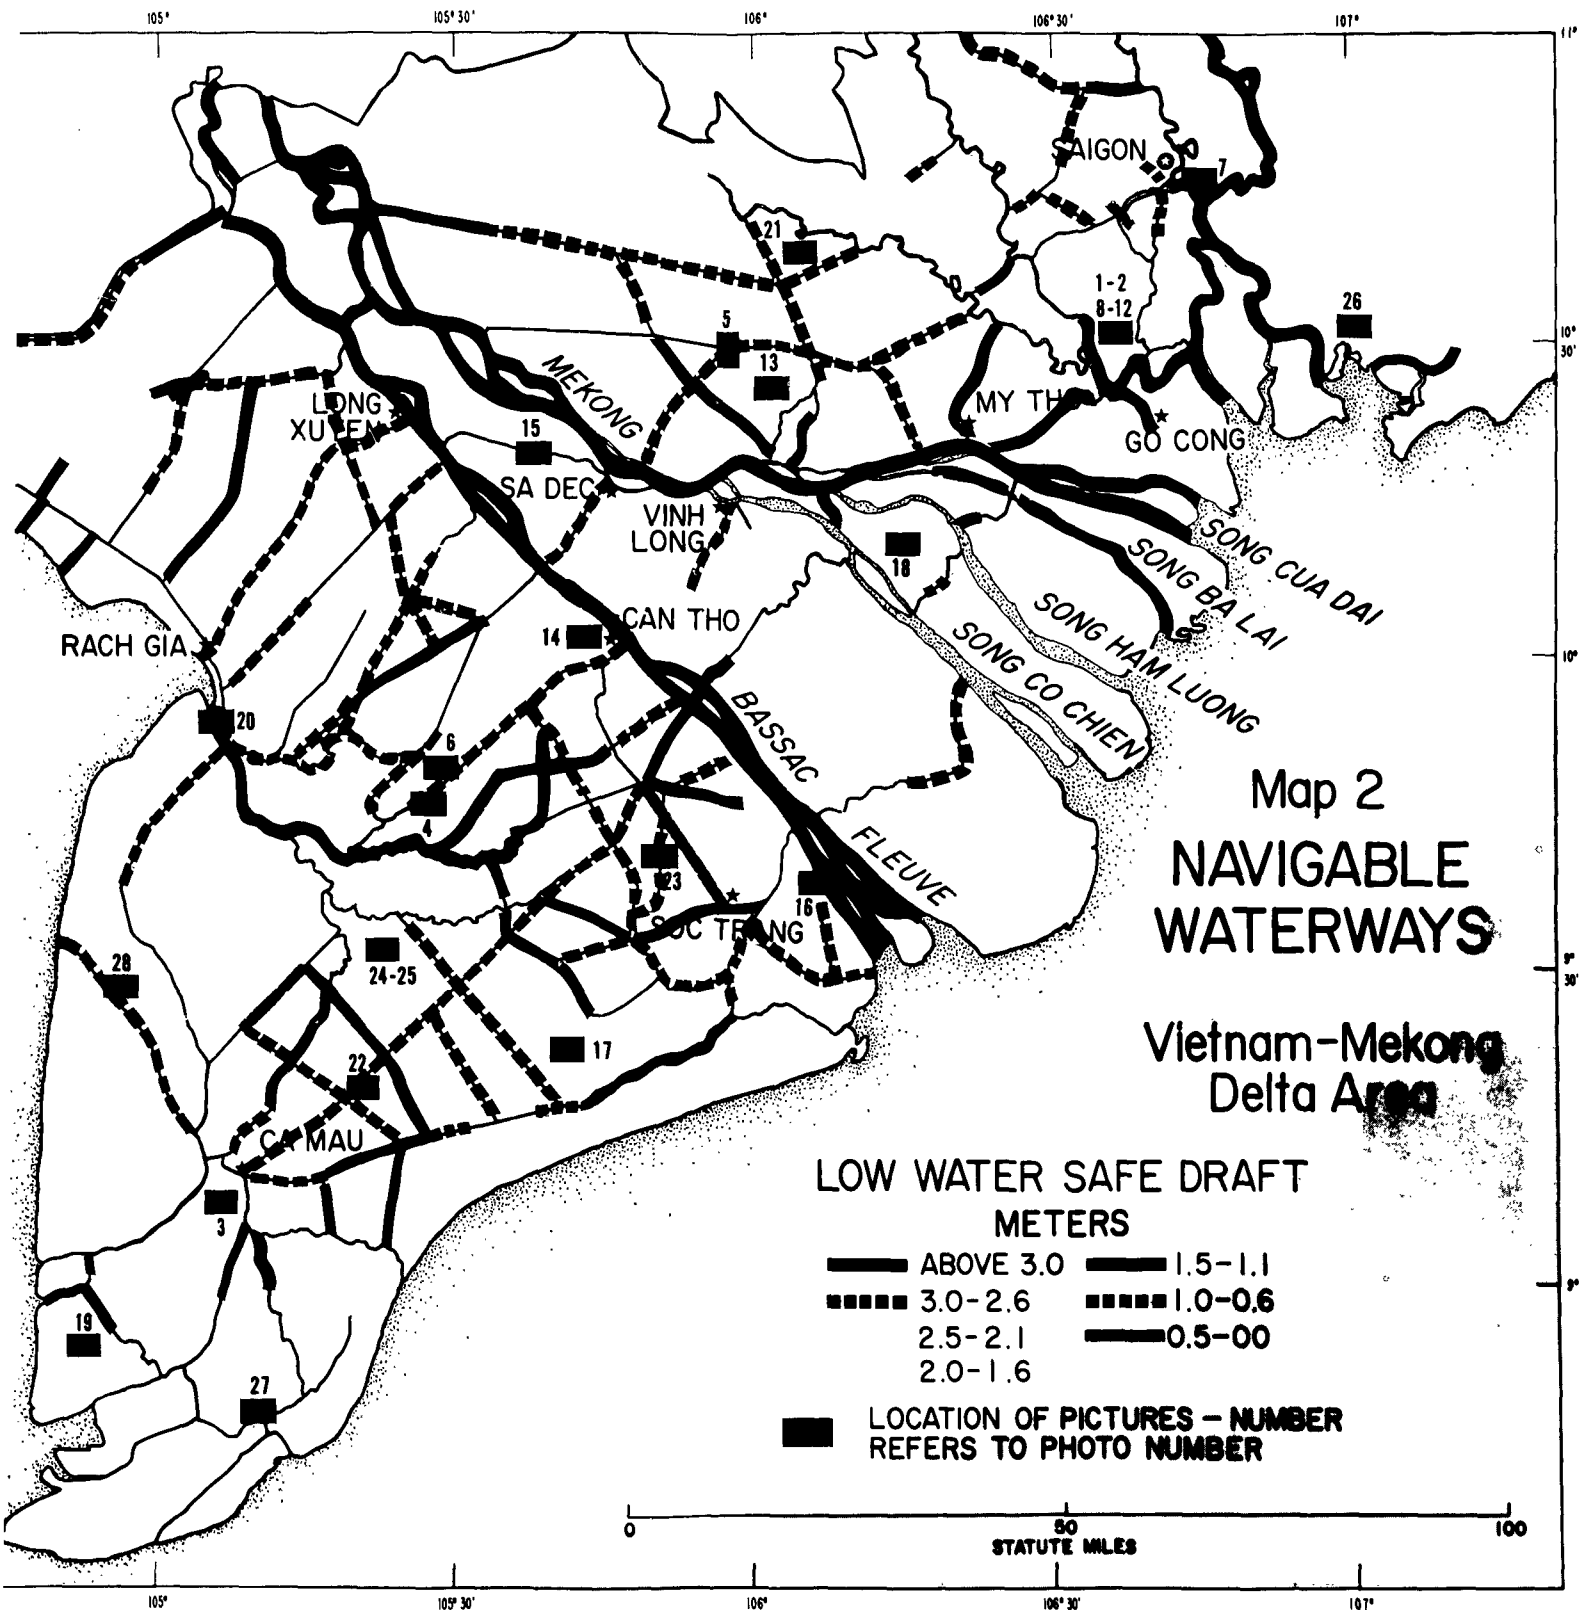 105°
105° 30'
106°
106° 30'
107°
11°
SAIGON
7
21
1-2
8-12
26
5
10°
30'
13
MEKONG
LONG
XUYEN
MY THO
GO CONG
15
SA DEC
VINH
LONG
18
SONG CUA DAI
SONG BA LAI
SONG HAM LUONG
SONG CO CHIEN
CAN THO
14
RACH GIA
10°
20
6
BASSAC
4
FLEUVE
23
16
SOC TRANG
28
24-25
9°
30'
17
22
CA MAU
3
19
27
Map 2
NAVIGABLE
WATERWAYS
Vietnam-Mekong
Delta Area
LOW WATER SAFE DRAFT
METERS
ABOVE 3.0 1.5-1.1
3.0-2.6 1.0-0.6
2.5-2.1 0.5-00
2.0-1.6
9°
LOCATION OF PICTURES - NUMBER
REFERS TO PHOTO NUMBER
0 50 100
STATUTE MILES
105°
105° 30'
106°
106° 30'
107°